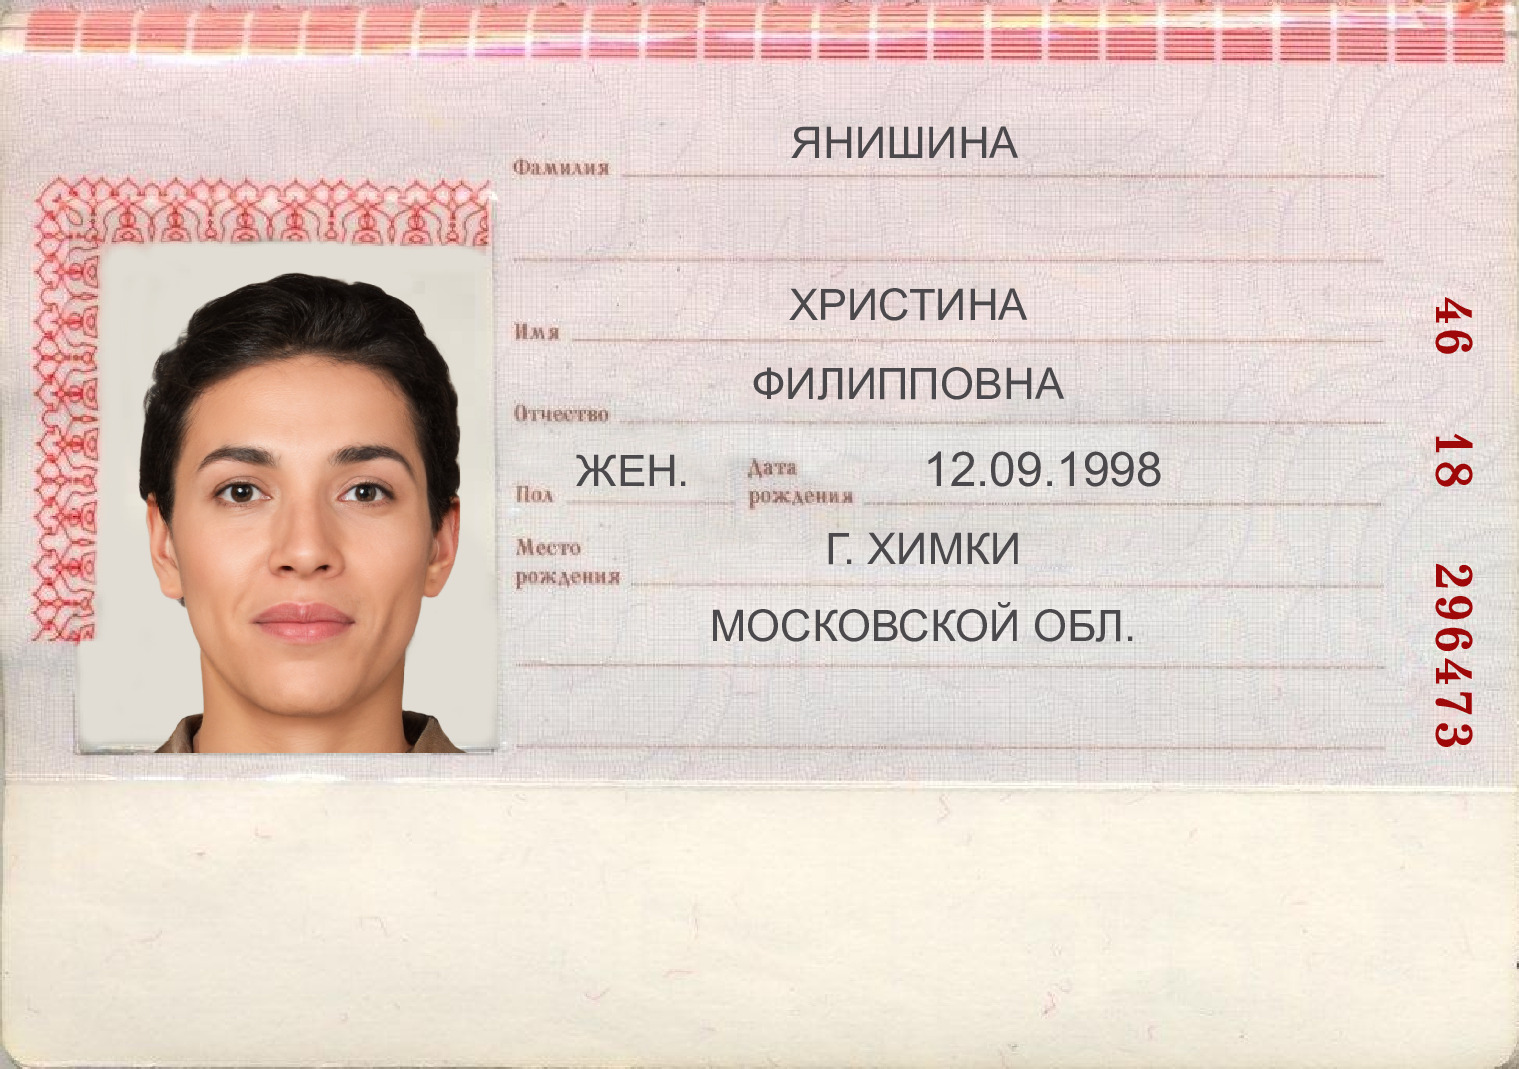 Фамилия ЯНИШИНА
Имя ХРИСТИНА
Отчество ФИЛИППОВНА
Пол ЖЕН. Дата рождения 12.09.1998
Место рождения Г. ХИМКИ
МОСКОВСКОЙ ОБЛ.
46 18 296473